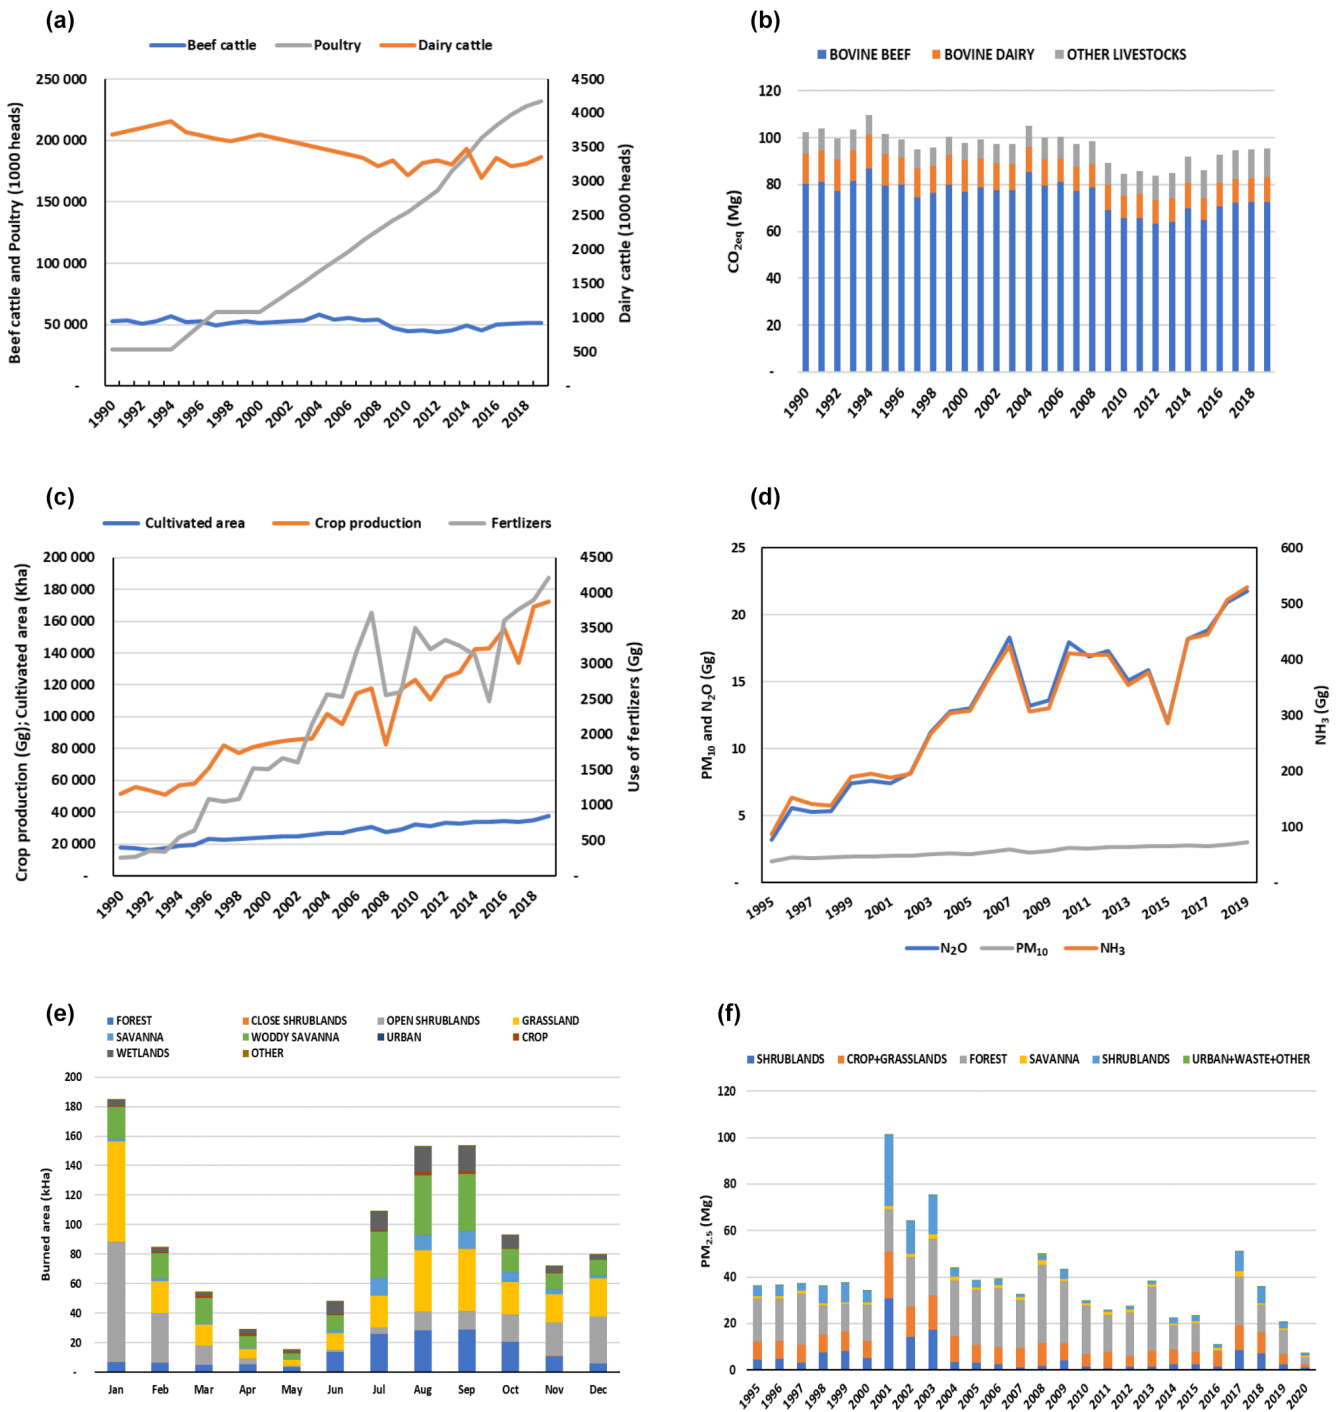 (a)
Beef cattle Poultry Dairy cattle
Beef cattle and Poultry (1000 heads)
250 000
200 000
150 000
100 000
50 000
-
4500
4000
3500
3000
2500
2000
1500
1000
500
-
Dairy cattle (1000 heads)
1990 1992 1994 1996 1998 2000 2002 2004 2006 2008 2010 2012 2014 2016 2018
(b)
BOVINE BEEF BOVINE DAIRY OTHER LIVESTOCKS
CO2eq (Mg)
120
100
80
60
40
20
-
1990 1992 1994 1996 1998 2000 2002 2004 2006 2008 2010 2012 2014 2016 2018
(c)
Cultivated area Crop production Fertlizers
Crop production (Gg); Cultivated area (Kha)
200 000
180 000
160 000
140 000
120 000
100 000
80 000
60 000
40 000
20 000
-
4500
4000
3500
3000
2500
2000
1500
1000
500
-
Use of fertlizers (Gg)
1990 1992 1994 1996 1998 2000 2002 2004 2006 2008 2010 2012 2014 2016 2018
(d)
PM10 and N2O (Gg)
25
20
15
10
5
-
600
500
400
300
200
100
-
NH3 (Gg)
1995 1997 1999 2001 2003 2005 2007 2009 2011 2013 2015 2017 2019
N2O PM10 NH3
(e)
FOREST CLOSE SHRUBLANDS OPEN SHRUBLANDS GRASSLAND
SAVANNA WODDY SAVANNA URBAN CROP
WETLANDS OTHER
Burned area (kHa)
200
180
160
140
120
100
80
60
40
20
-
Jan Feb Mar Apr May Jun Jul Aug Sep Oct Nov Dec
(f)
SHRUBLANDS CROP+GRASSLANDS FOREST SAVANNA SHRUBLANDS URBAN+WASTE+OTHER
PM2.5 (Mg)
120
100
80
60
40
20
0
1995 1996 1997 1998 1999 2000 2001 2002 2003 2004 2005 2006 2007 2008 2009 2010 2011 2012 2013 2014 2015 2016 2017 2018 2019 2020